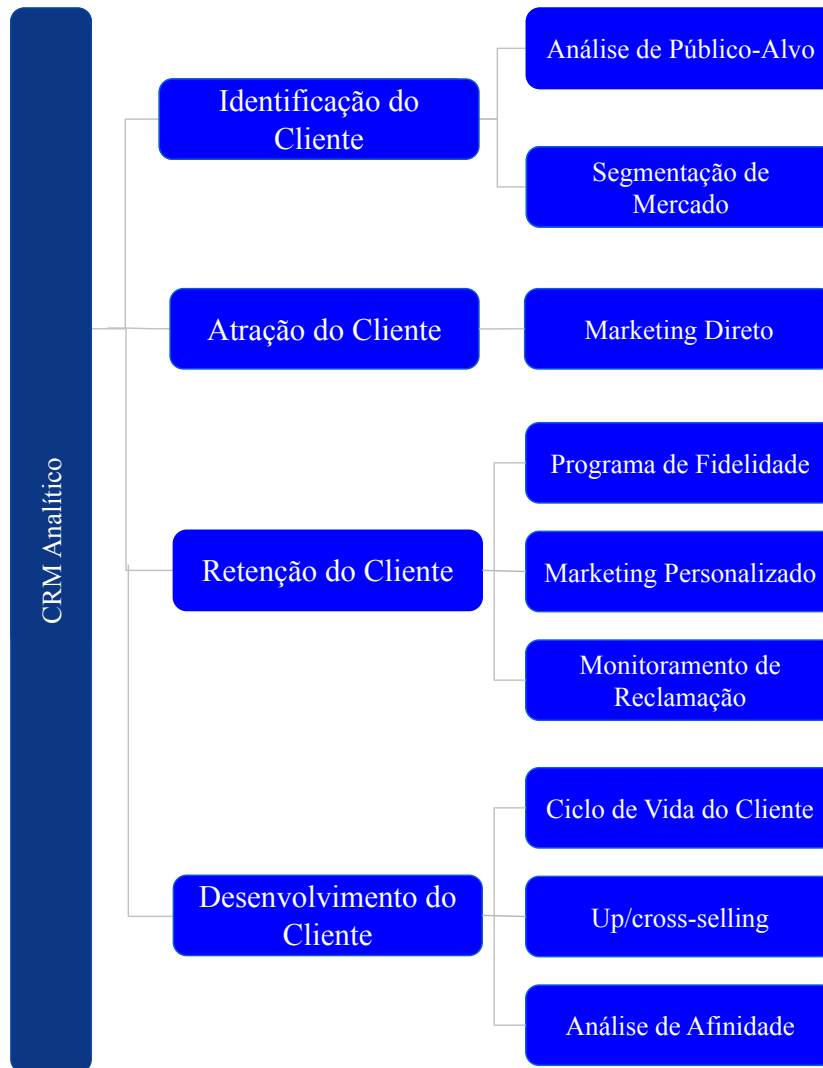 CRM Analítico
Identificação do
Cliente
Análise de Público-Alvo
Segmentação de
Mercado
Atração do Cliente
Marketing Direto
Retenção do Cliente
Programa de Fidelidade
Marketing Personalizado
Monitoramento de
Reclamação
Desenvolvimento do
Cliente
Ciclo de Vida do Cliente
Up/cross-selling
Análise de Afinidade